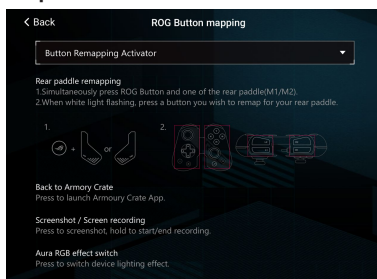 Back
ROG Button mapping
Button Remapping Activator
Rear paddle remapping
1.Simultaneously press ROG Button and one of the rear paddle(M1/M2).
2.When white light flashing, press a button you wish to remap for your rear paddle.
1.
2.
+
or
Back to Armory Crate
Press to launch Armoury Crate App.
Screenshot / Screen recording
Press to screenshot, hold to start/end recording.
Aura RGB effect switch
Press to switch device lighting effect.